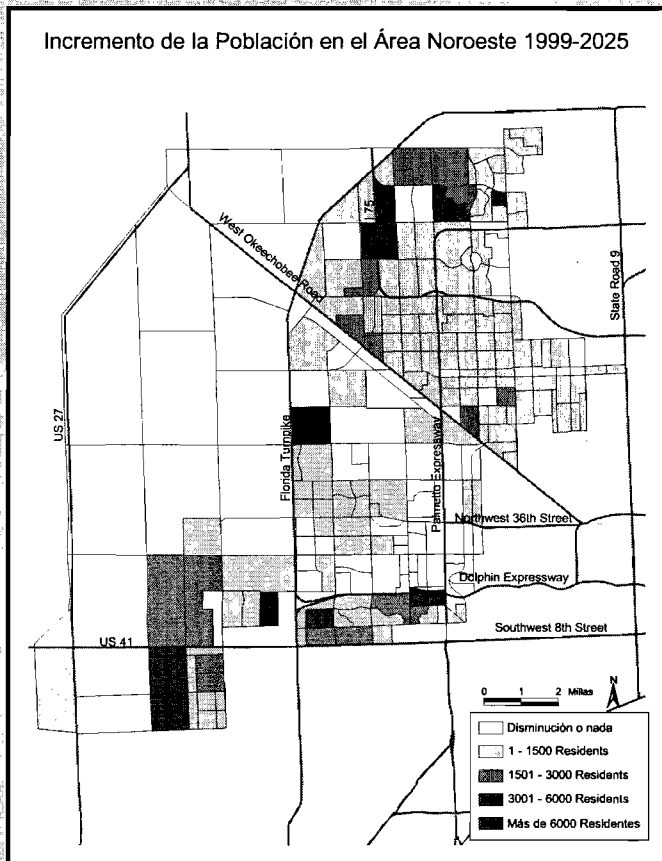 Incremento de la Población en el Área Noroeste 1999-2025
West Okeechobee Road
I 75
State Road 9
US 27
Florida Turnpike
Palmetto Expressway
Northwest 36th Street
Dolphin Expressway
Southwest 8th Street
US 41
0 1 2 Millas
N
Disminución o nada
1 - 1500 Residents
1501 - 3000 Residents
3001 - 6000 Residents
Más de 6000 Residentes